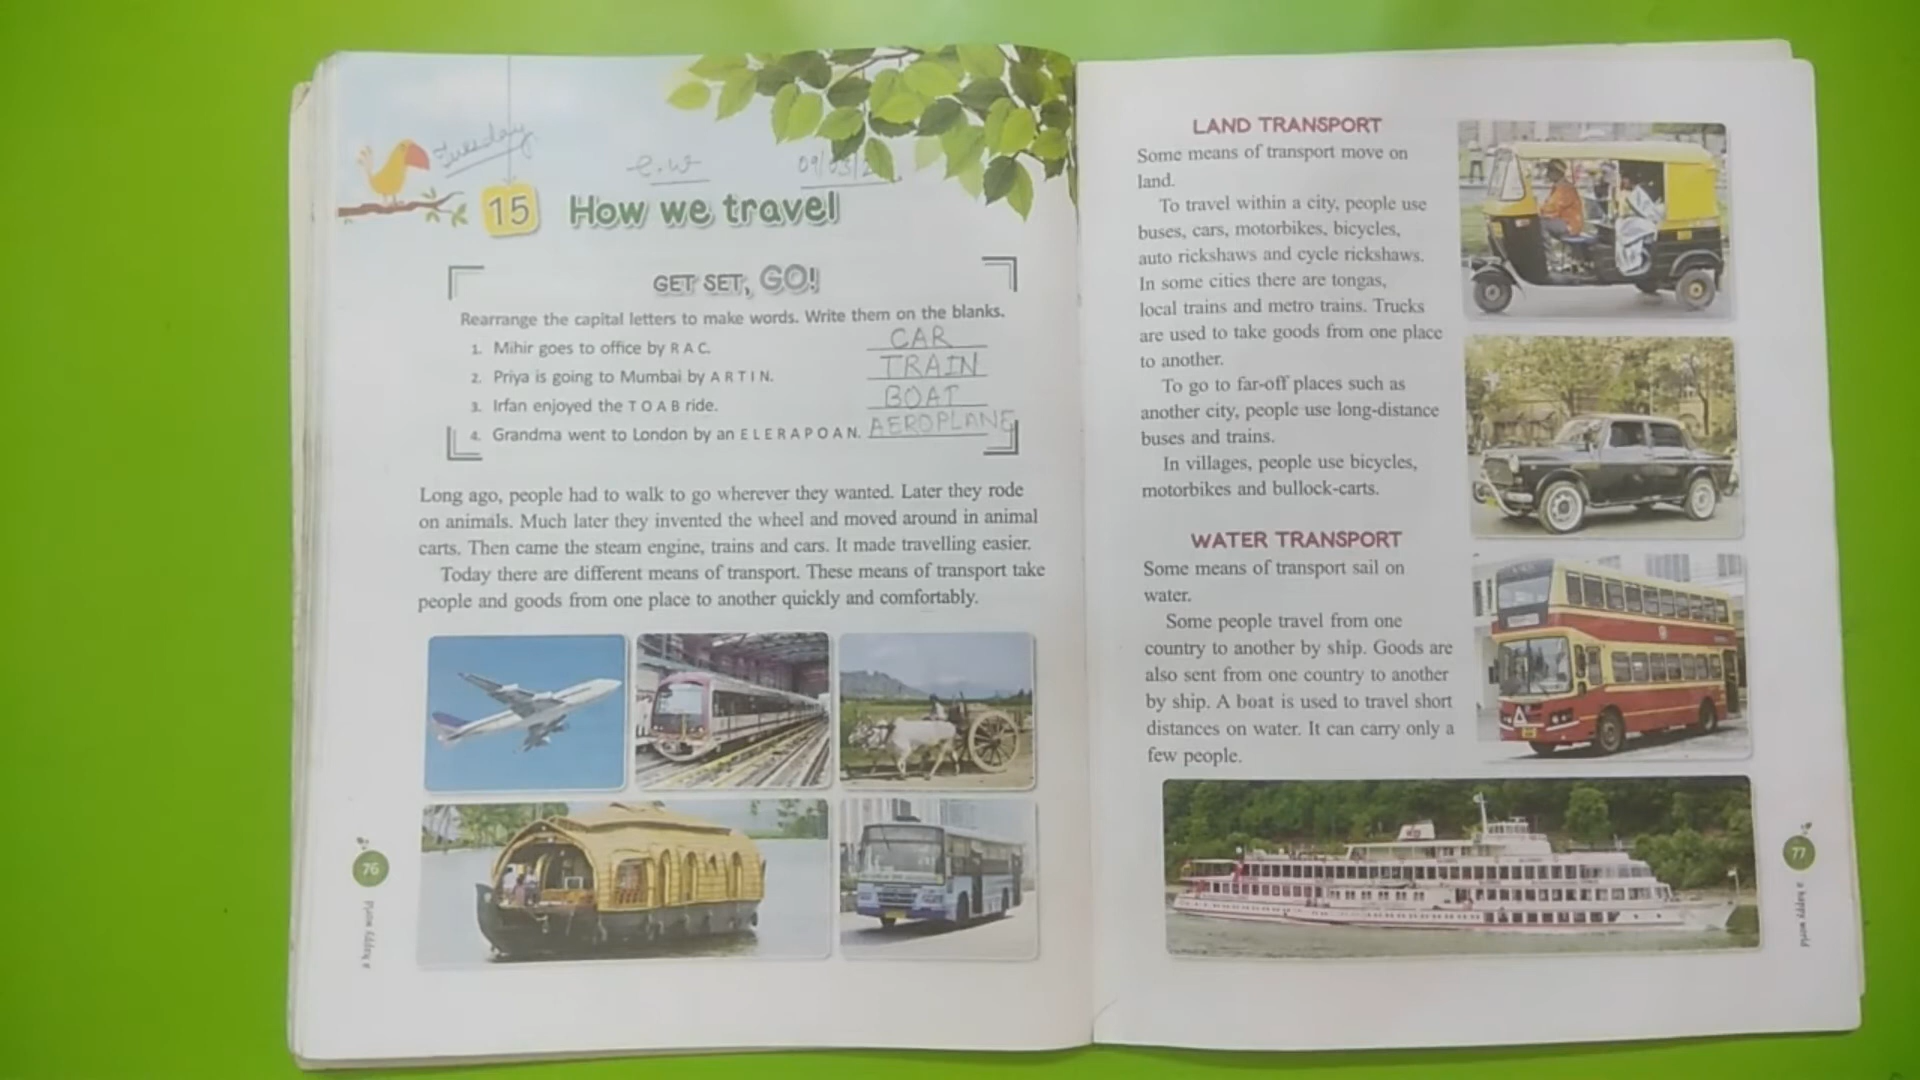 Tuesday
c.w
15
How we travel
GET SET, GO!
Rearrange the capital letters to make words. Write them on the blanks.
1. Mihir goes to office by R A C. CAR
2. Priya is going to Mumbai by A R T I N. TRAIN
3. Irfan enjoyed the T O A B ride. BOAT
4. Grandma went to London by an E L E R A P O A N. AEROPLANE
Long ago, people had to walk to go wherever they wanted. Later they rode
on animals. Much later they invented the wheel and moved around in animal
carts. Then came the steam engine, trains and cars. It made travelling easier.
Today there are different means of transport. These means of transport take
people and goods from one place to another quickly and comfortably.
76
a happy world
LAND TRANSPORT
Some means of transport move on
land.
To travel within a city, people use
buses, cars, motorbikes, bicycles,
auto rickshaws and cycle rickshaws.
In some cities there are tongas,
local trains and metro trains. Trucks
are used to take goods from one place
to another.
To go to far-off places such as
another city, people use long-distance
buses and trains.
In villages, people use bicycles,
motorbikes and bullock-carts.
WATER TRANSPORT
Some means of transport sail on
water.
Some people travel from one
country to another by ship. Goods are
also sent from one country to another
by ship. A boat is used to travel short
distances on water. It can carry only a
few people.
77
a happy world